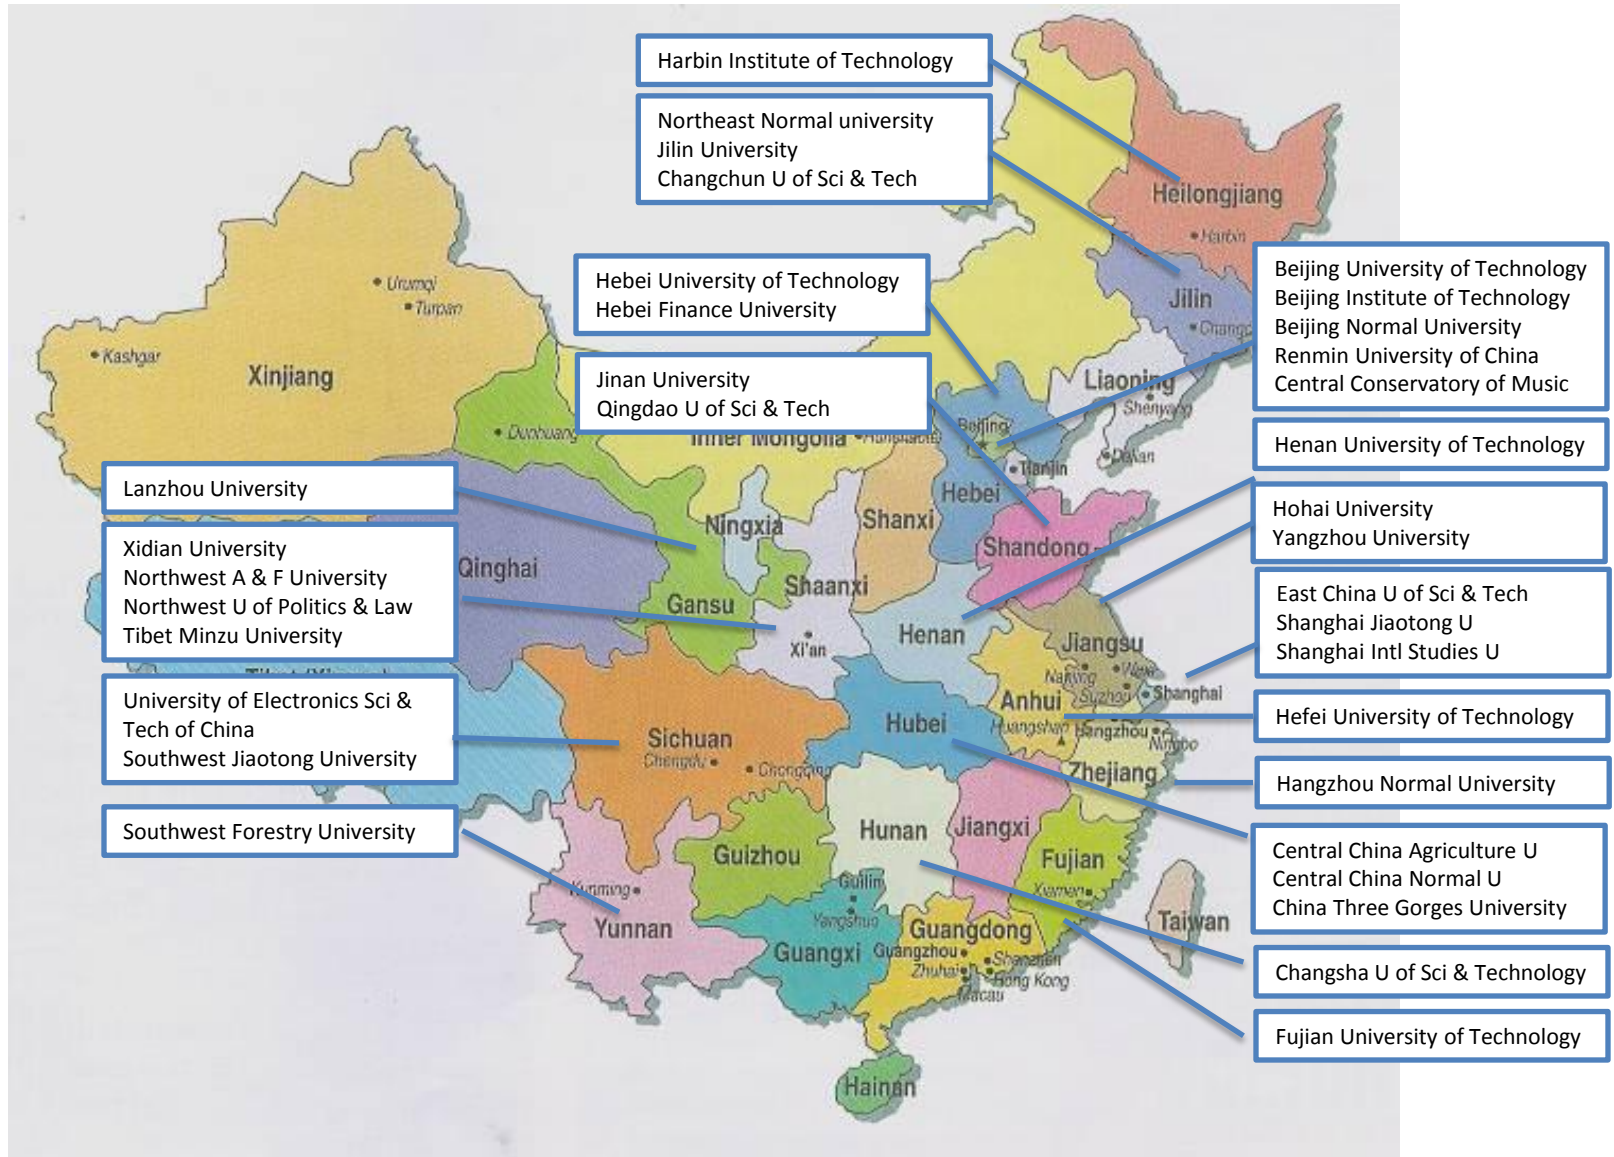 Harbin Institute of Technology
Northeast Normal university
Jilin University
Changchun U of Sci & Tech
Heilongjiang
Harbin
Hebei University of Technology
Hebei Finance University
Beijing University of Technology
Beijing Institute of Technology
Beijing Normal University
Renmin University of China
Central Conservatory of Music
Jilin
Urumqi
Turpan
Kashgar
Xinjiang
Jinan University
Qingdao U of Sci & Tech
Liaoning
Shenyang
Dunhuang
Inner Mongolia
Beijing
Henan University of Technology
Tianjin
Dalian
Lanzhou University
Hebei
Ningxia
Shanxi
Hohai University
Yangzhou University
Shandong
Xidian University
Northwest A & F University
Northwest U of Politics & Law
Tibet Minzu University
Qinghai
Gansu
Shaanxi
Xi'an
Henan
East China U of Sci & Tech
Shanghai Jiaotong U
Shanghai Intl Studies U
Jiangsu
Nanjing
Wuxi
Suzhou
Shanghai
University of Electronics Sci &
Tech of China
Southwest Jiaotong University
Sichuan
Chengdu
Chongqing
Hubei
Anhui
Huangshan
Hangzhou
Ningbo
Zhejiang
Hefei University of Technology
Hangzhou Normal University
Southwest Forestry University
Guizhou
Hunan
Jiangxi
Fujian
Xiamen
Central China Agriculture U
Central China Normal U
China Three Gorges University
Kunming
Yunnan
Guilin
Yangshuo
Guangxi
Guangdong
Guangzhou
Shenzhen
Zhuhai
Hong Kong
Macau
Taiwan
Changsha U of Sci & Technology
Fujian University of Technology
Hainan